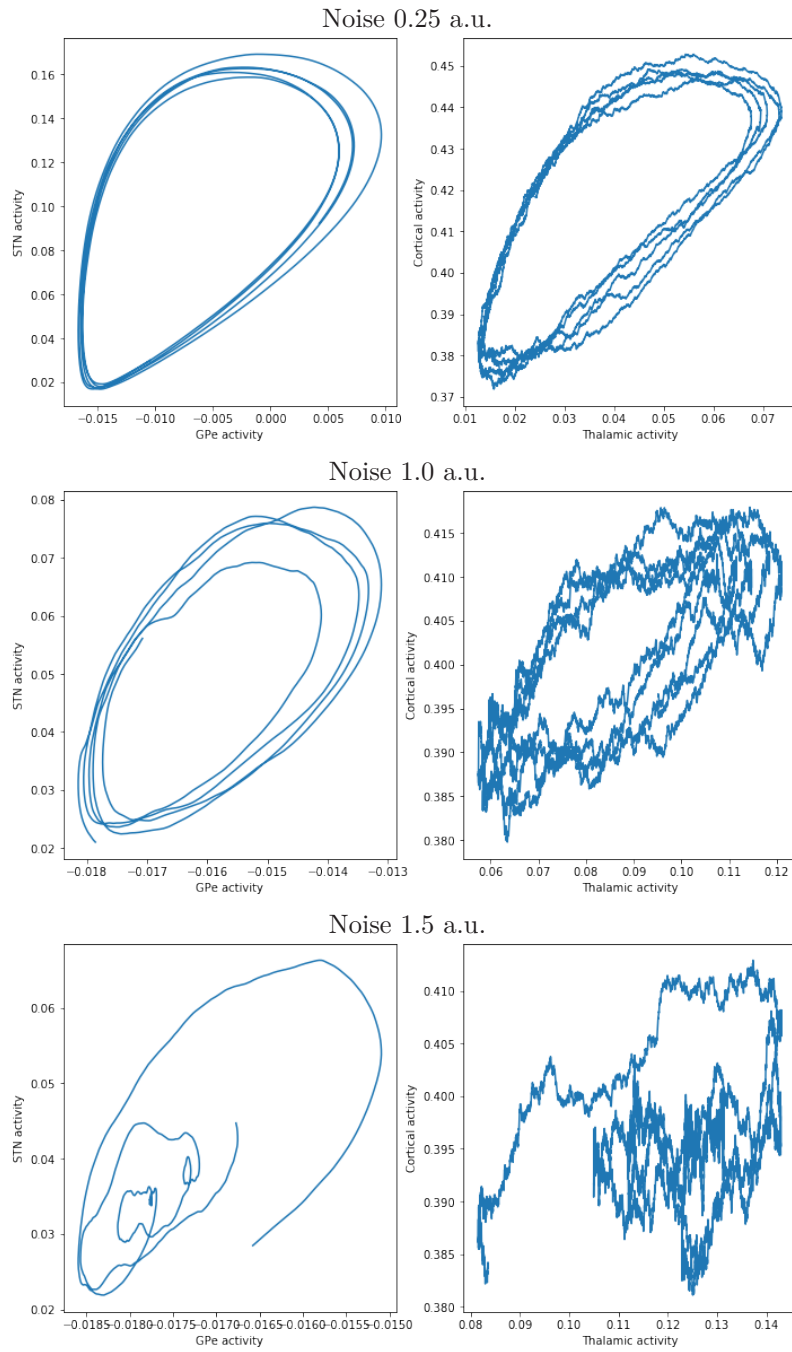 Noise 0.25 a.u.
0.16
0.14
0.12
0.10
0.08
0.06
0.04
0.02
STN activity
−0.015 −0.010 −0.005 0.000 0.005 0.010
GPe activity
0.45
0.44
0.43
0.42
0.41
0.40
0.39
0.38
0.37
Cortical activity
0.01 0.02 0.03 0.04 0.05 0.06 0.07
Thalamic activity
Noise 1.0 a.u.
0.08
0.07
0.06
0.05
0.04
0.03
0.02
STN activity
−0.018 −0.017 −0.016 −0.015 −0.014 −0.013
GPe activity
0.415
0.410
0.405
0.400
0.395
0.390
0.385
0.380
Cortical activity
0.06 0.07 0.08 0.09 0.10 0.11 0.12
Thalamic activity
Noise 1.5 a.u.
0.06
0.05
0.04
0.03
0.02
STN activity
−0.0185 −0.0180 −0.0175 −0.0170 −0.0165 −0.0160 −0.0155 −0.0150
GPe activity
0.410
0.405
0.400
0.395
0.390
0.385
0.380
Cortical activity
0.08 0.09 0.10 0.11 0.12 0.13 0.14
Thalamic activity